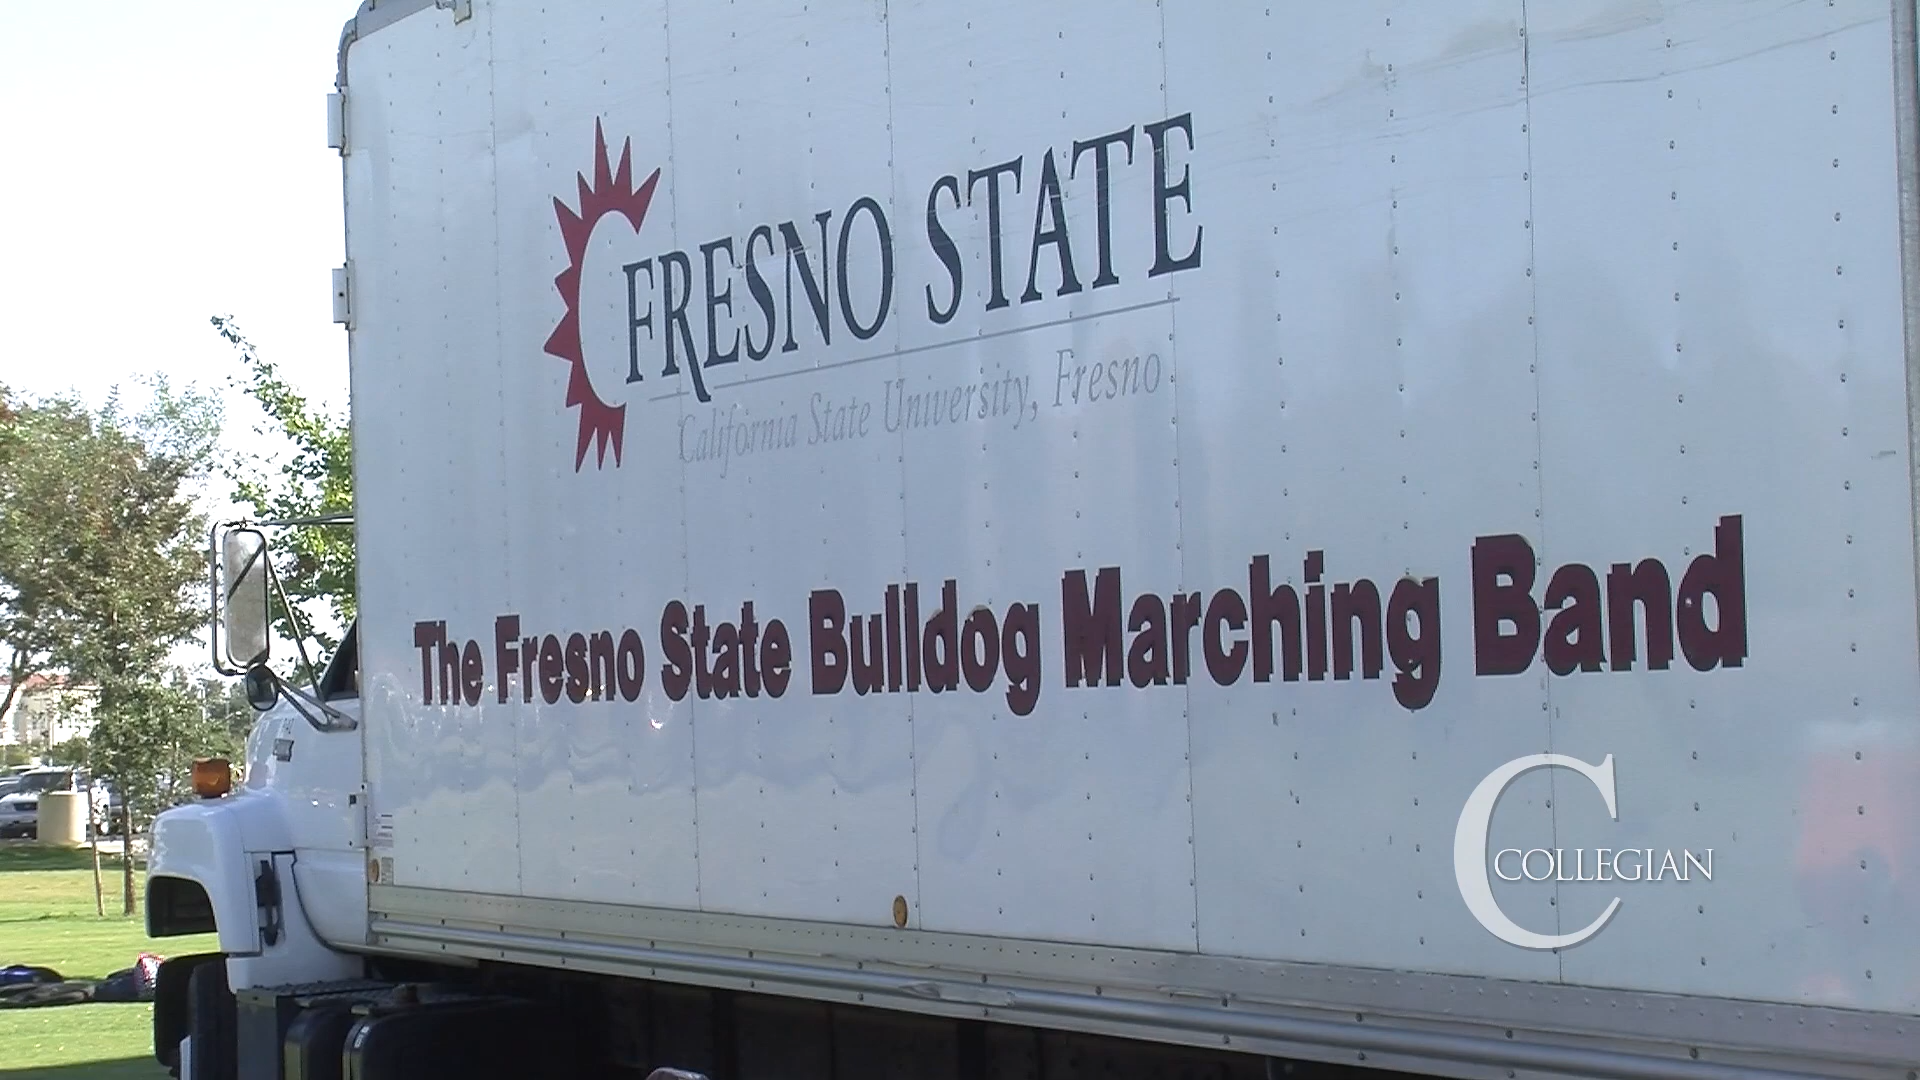 FRESNO STATE
California State University, Fresno
The Fresno State Bulldog Marching Band
C COLLEGIAN